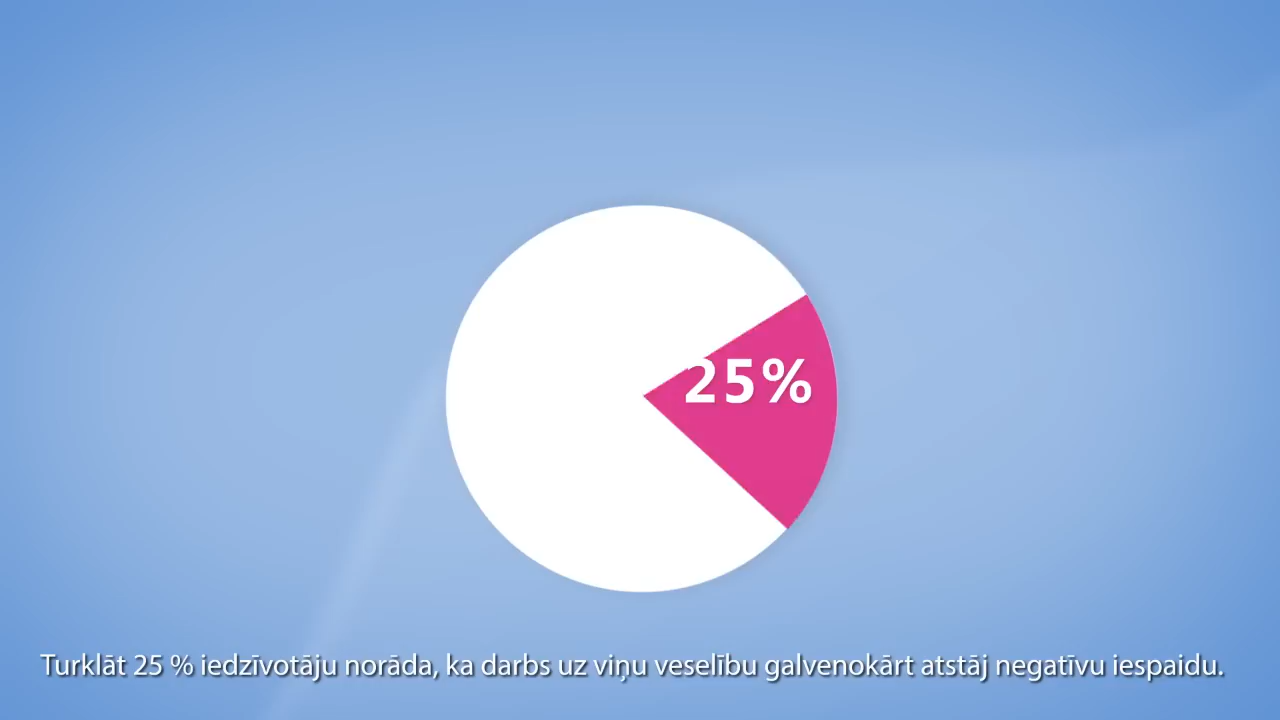 25%
Turklāt 25 % iedzīvotāju norāda, ka darbs uz viņu veselību galvenokārt atstāj negatīvu iespaidu.